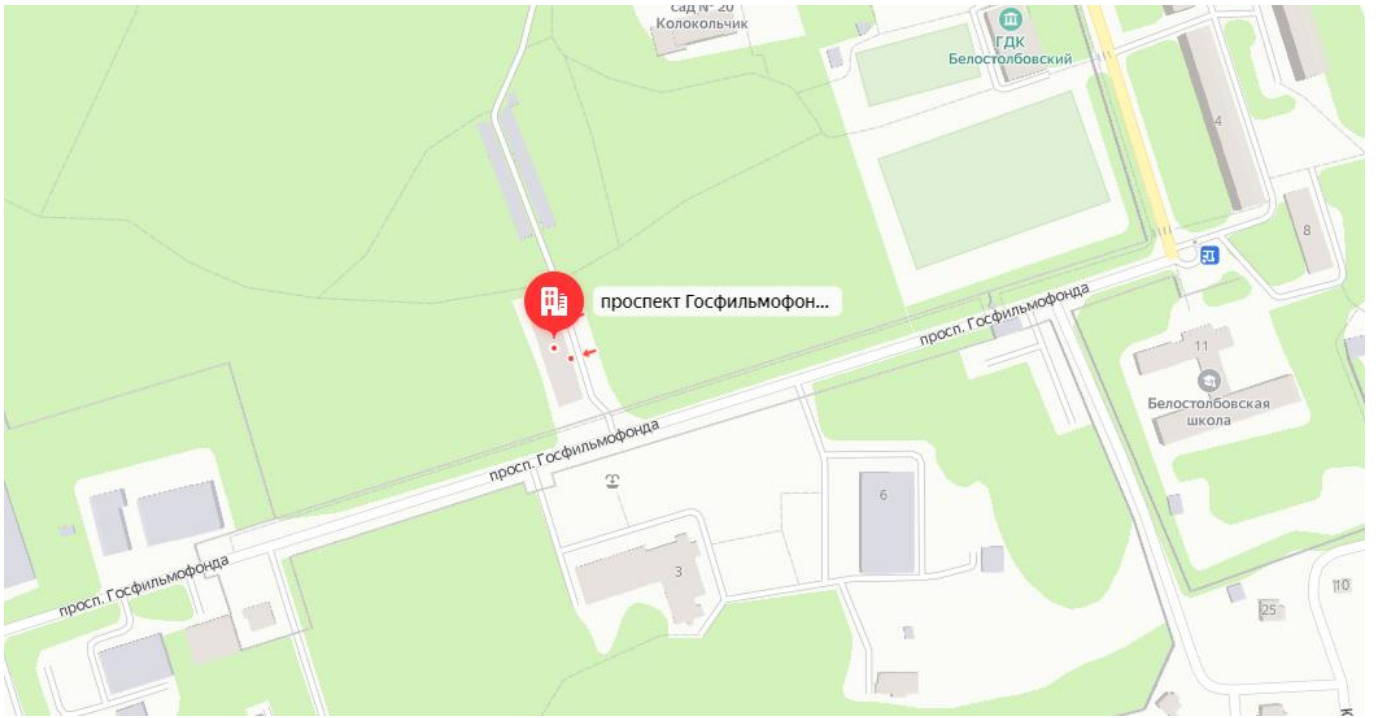 сад № 20
Колокольчик
ГДК
Белостолбовский
4
8
проспект Госфильмофон...
просп. Госфильмофонда
11
Белостолбовская
школа
просп. Госфильмофонда
6
3
просп. Госфильмофонда
10
25
К